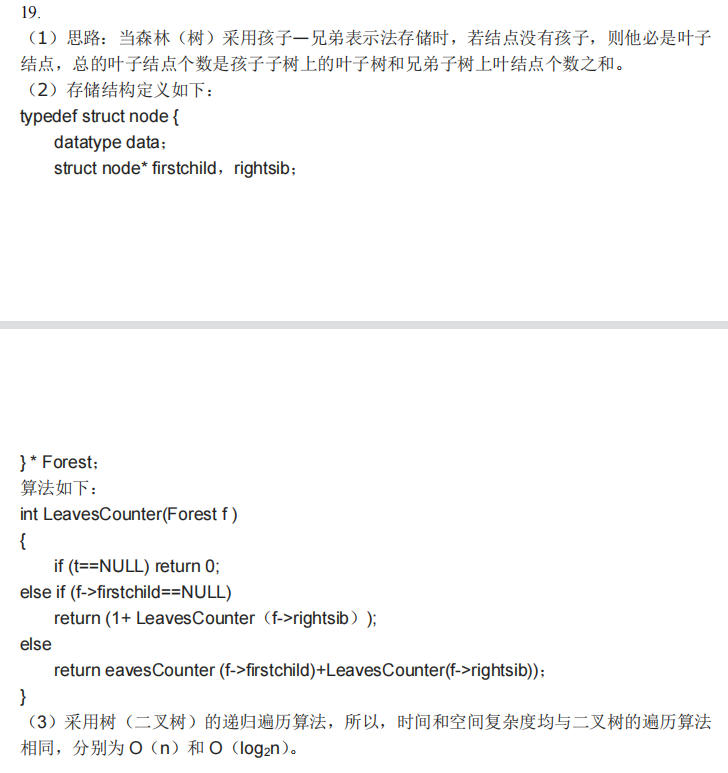 19.
（1）思路：当森林（树）采用孩子—兄弟表示法存储时，若结点没有孩子，则他必是叶子
结点，总的叶子结点个数是孩子子树上的叶子树和兄弟子树上叶结点个数之和。
（2）存储结构定义如下：
typedef struct node {
datatype data；
struct node* firstchild，rightsib；
} * Forest；
算法如下：
int LeavesCounter(Forest f )
{
if (t==NULL) return 0;
else if (f->firstchild==NULL)
return (1+ LeavesCounter（f->rightsib）);
else
return eavesCounter (f->firstchild)+LeavesCounter(f->rightsib))；
}
（3）采用树（二叉树）的递归遍历算法，所以，时间和空间复杂度均与二叉树的遍历算法
相同，分别为 O（n）和 O（log₂n）。